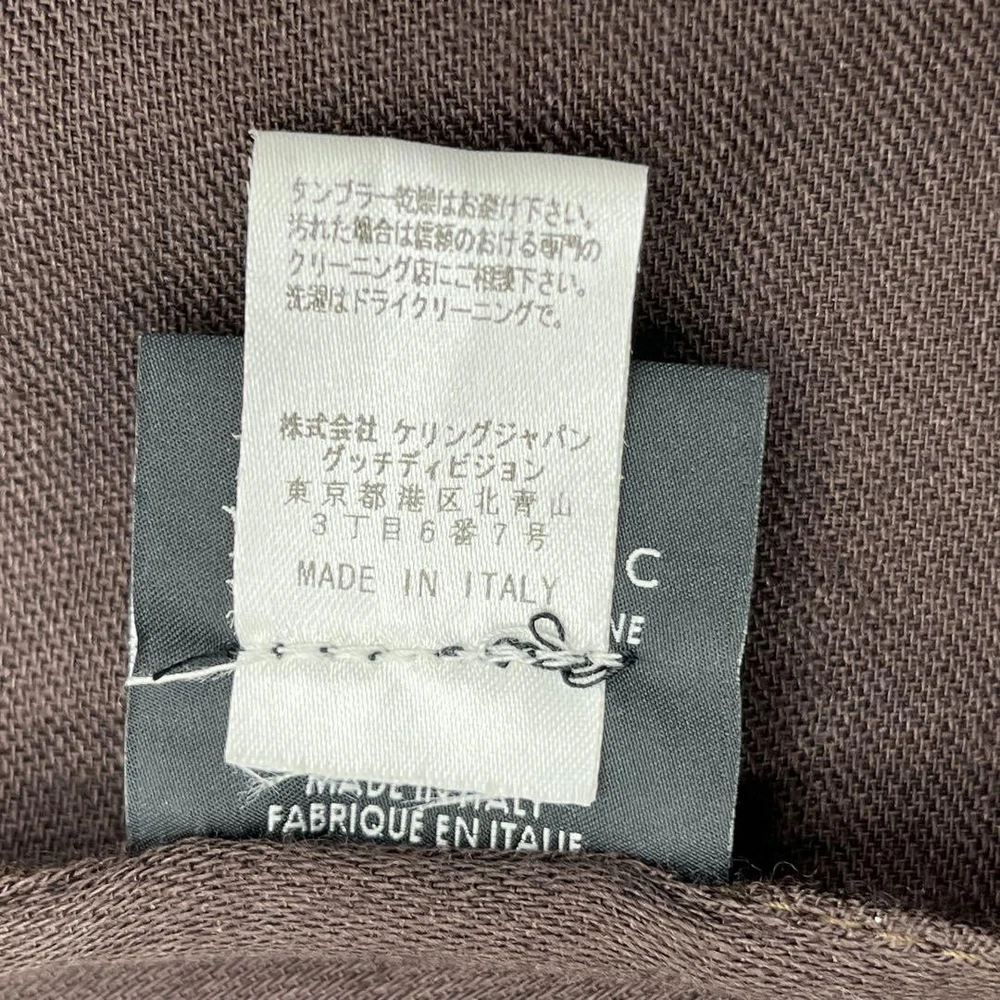 タンブラー乾燥はお避け下さい。
汚れた場合は信頼のおける専門の
クリーニング店にご相談下さい。
洗濯はドライクリーニングで。
株式会社 ケリングジャパン
グッチディビジョン
東京都港区北青山
3丁目6番7号
MADE IN ITALY
C
NE
MADE IN ITALY
FABRIQUÉ EN ITALIE